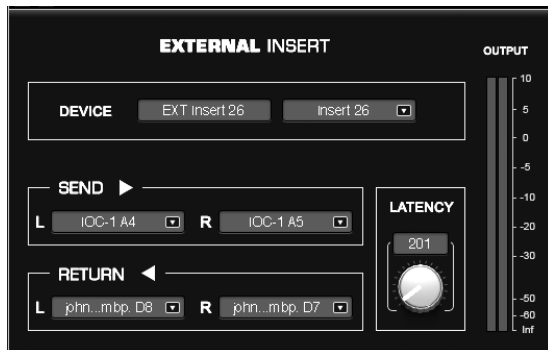 EXTERNAL INSERT
OUTPUT
DEVICE EXT Insert 26 Insert 26
SEND
L IOC-1 A4 R IOC-1 A5
RETURN
L john...mbp. D8 R john...mbp. D7
LATENCY
201
10
5
0
-5
-10
-20
-30
-50
-60
Inf